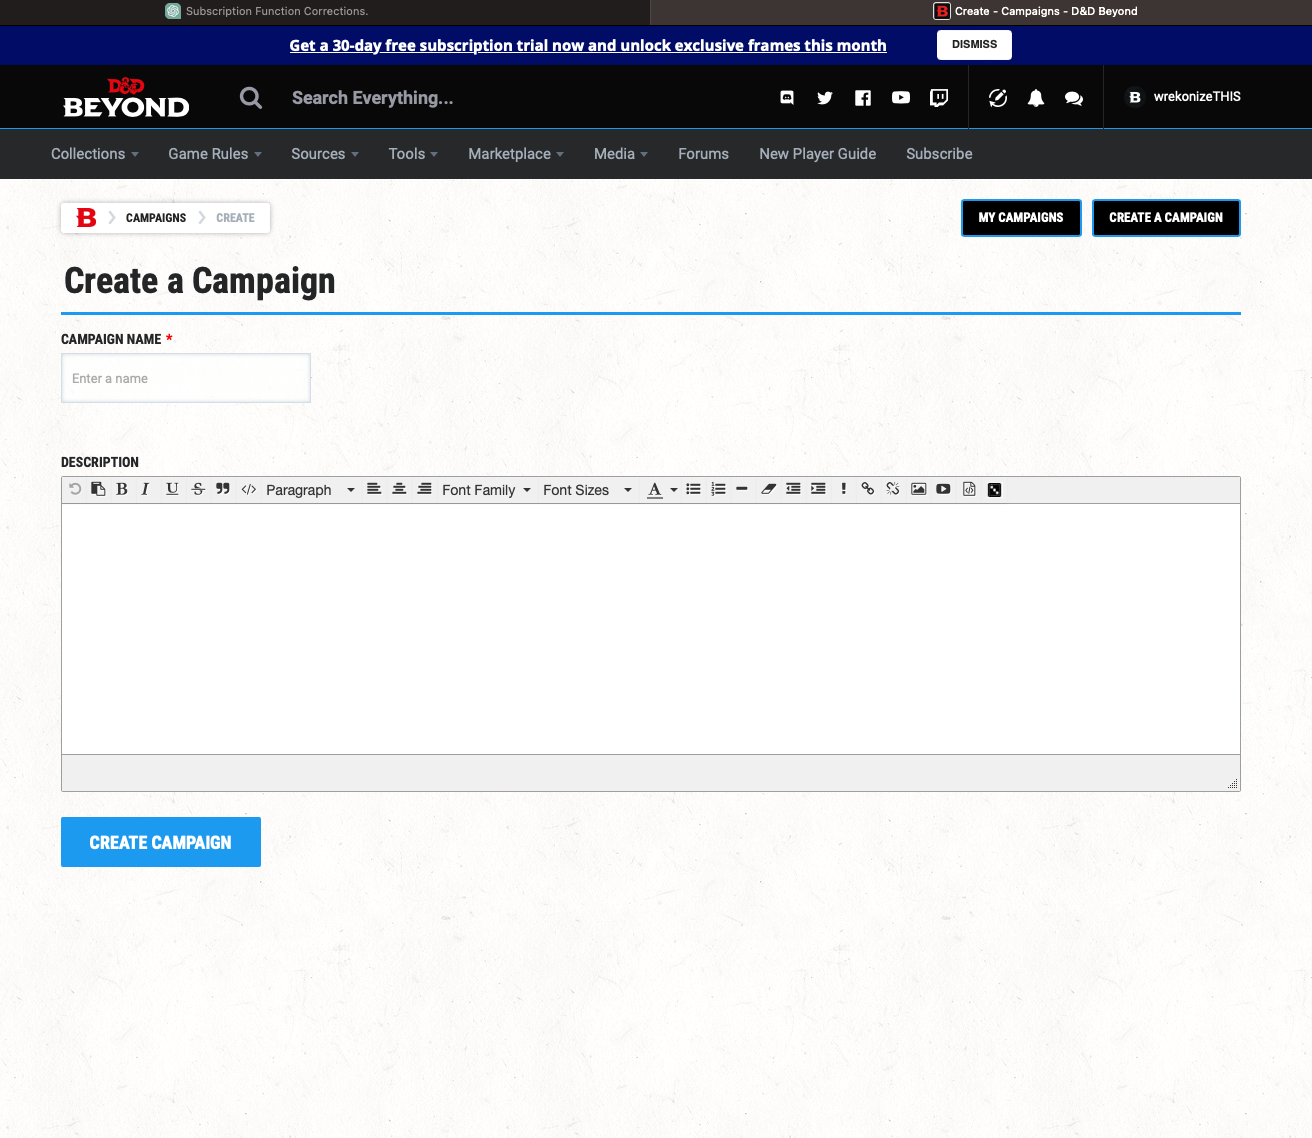 Subscription Function Corrections.
Create - Campaigns - D&D Beyond
Get a 30-day free subscription trial now and unlock exclusive frames this month
DISMISS
D&D
BEYOND
Search Everything...
wrekonizeTHIS
Collections
Game Rules
Sources
Tools
Marketplace
Media
Forums
New Player Guide
Subscribe
B
CAMPAIGNS
CREATE
MY CAMPAIGNS
CREATE A CAMPAIGN
Create a Campaign
CAMPAIGN NAME *
Enter a name
DESCRIPTION
B I U S Paragraph Font Family Font Sizes A
CREATE CAMPAIGN